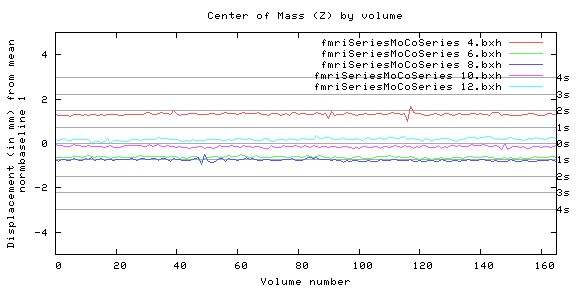 Center of Mass (Z) by volume
Displacement (in mm) from mean
normbaseline 1
fmriSeriesMoCoSeries 4.bxh
fmriSeriesMoCoSeries 6.bxh
fmriSeriesMoCoSeries 8.bxh
fmriSeriesMoCoSeries 10.bxh
fmriSeriesMoCoSeries 12.bxh
4
2
0
-2
-4
4s
3s
2s
1s
0s
1s
2s
3s
4s
0 20 40 60 80 100 120 140 160
Volume number